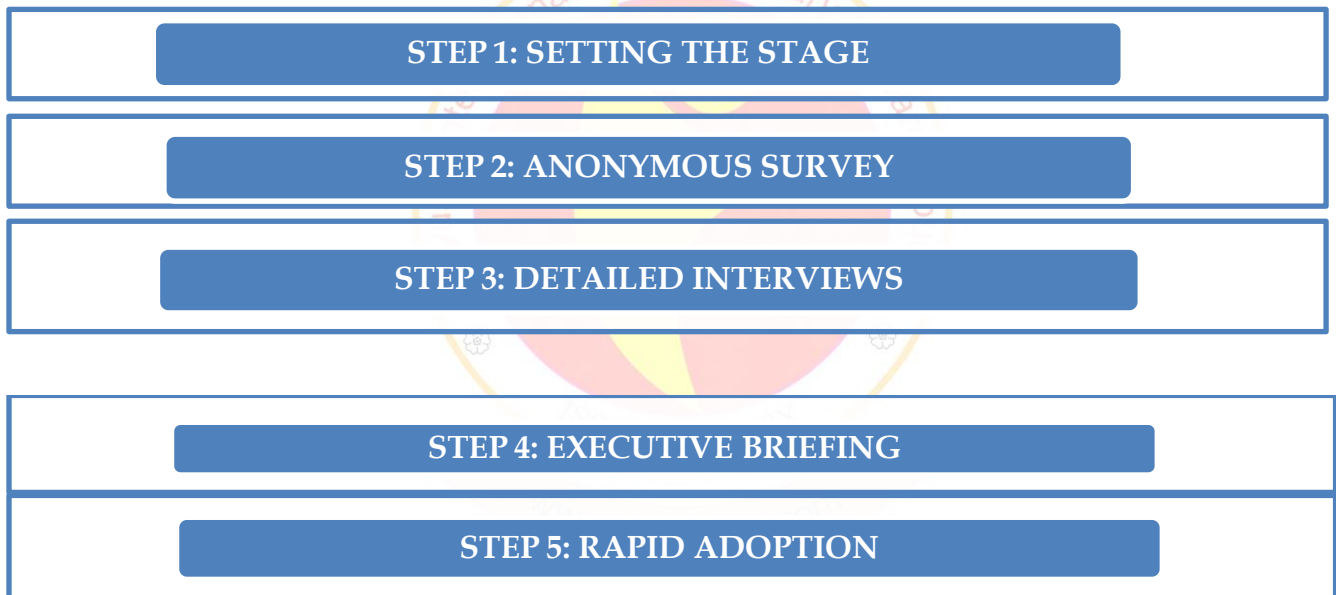 STEP 1: SETTING THE STAGE
STEP 2: ANONYMOUS SURVEY
STEP 3: DETAILED INTERVIEWS
STEP 4: EXECUTIVE BRIEFING
STEP 5: RAPID ADOPTION